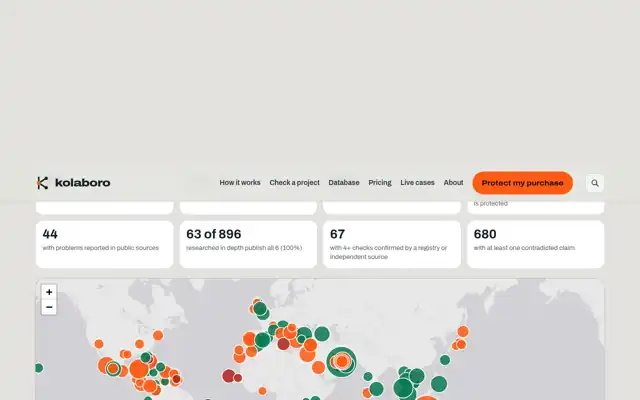 kolaboro
How it works Check a project Database Pricing Live cases About Protect my purchase
is protected
44
with problems reported in public sources
63 of 896
researched in depth publish all 6 (100%)
67
with 4+ checks confirmed by a registry or
independent source
680
with at least one contradicted claim
+
−